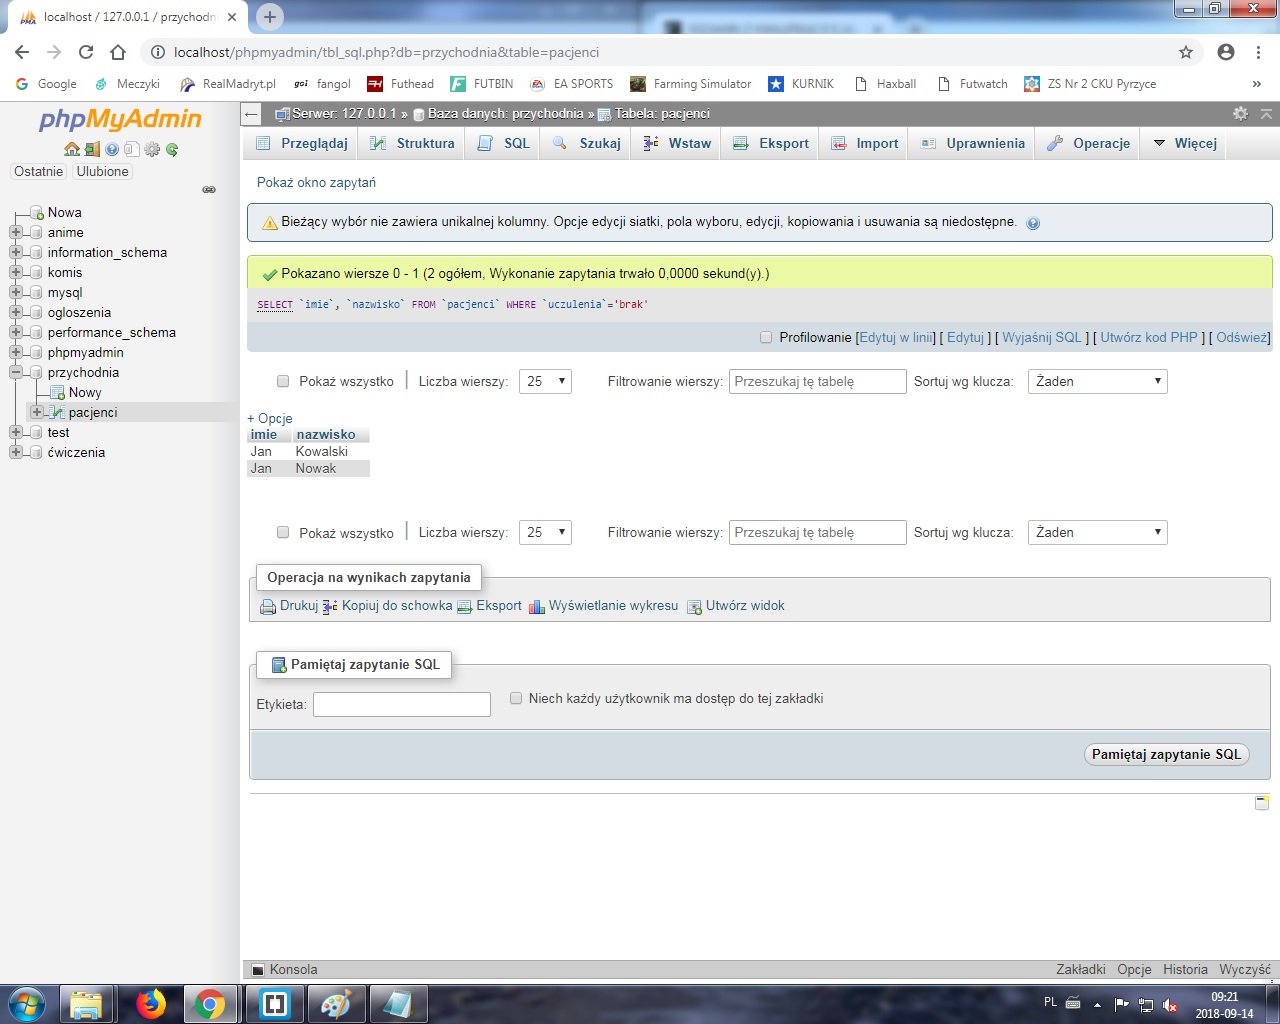 localhost / 127.0.0.1 / przychodn
localhost/phpmyadmin/tbl_sql.php?db=przychodnia&table=pacjenci
Google Meczyki RealMadryt.pl goi! fangol Futhead FUTBIN EA SPORTS Farming Simulator KURNIK Haxball Futwatch ZS Nr 2 CKU Pyrzyce »
phpMyAdmin
Ostatnie Ulubione
Nowa
anime
information_schema
komis
mysql
ogloszenia
performance_schema
phpmyadmin
przychodnia
Nowy
pacjenci
test
ćwiczenia
Serwer: 127.0.0.1 » Baza danych: przychodnia » Tabela: pacjenci
Przeglądaj Struktura SQL Szukaj Wstaw Eksport Import Uprawnienia Operacje Więcej
Pokaż okno zapytań
Bieżący wybór nie zawiera unikalnej kolumny. Opcje edycji siatki, pola wyboru, edycji, kopiowania i usuwania są niedostępne.
Pokazano wiersze 0 - 1 (2 ogółem, Wykonanie zapytania trwało 0,0000 sekund(y).)
SELECT `imie`, `nazwisko` FROM `pacjenci` WHERE `uczulenia`='brak'
Profilowanie [Edytuj w linii] [ Edytuj ] [ Wyjaśnij SQL ] [ Utwórz kod PHP ] [ Odśwież]
Pokaż wszystko Liczba wierszy: 25 Filtrowanie wierszy: Przeszukaj tę tabelę Sortuj wg klucza: Żaden
+ Opcje
imie nazwisko
Jan Kowalski
Jan Nowak
Pokaż wszystko Liczba wierszy: 25 Filtrowanie wierszy: Przeszukaj tę tabelę Sortuj wg klucza: Żaden
Operacja na wynikach zapytania
Drukuj Kopiuj do schowka Eksport Wyświetlanie wykresu Utwórz widok
Pamiętaj zapytanie SQL
Etykieta: Niech każdy użytkownik ma dostęp do tej zakładki
Pamiętaj zapytanie SQL
Konsola Zakładki Opcje Historia Wyczyść
PL 09:21
2018-09-14